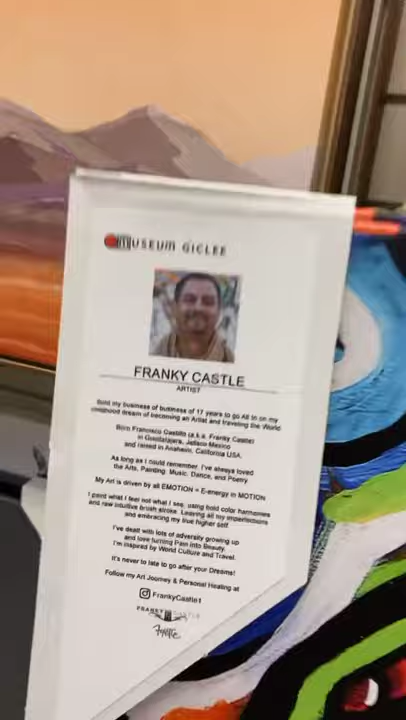 MUSEUM GICLEE
FRANKY CASTLE
ARTIST
Sold my business of buisness of 17 years to go All In on my
childhood dream of becoming an Artist and traveling the World
Born Francisco Castillo (a.k.a. Franky Castle)
in Guadalajara, Jalisco Mexico
and raised in Anaheim, California USA.
As long as I could remember, I've always loved
the Arts, Painting, Music, Dance, and Poetry
My Art is driven by all EMOTION = E-energy in MOTION
I paint what I feel not what I see, using bold color harmonies
and raw intuitive brush stroke. Leaving all my imperfections
and embracing my true higher self
I've dealt with lots of adversity growing up
and love turning Pain into Beauty.
I'm inspired by World Culture and Travel.
It's never to late to go after your Dreams!
Follow my Art Journey & Personal Healing at
FrankyCastle1
FRANKY CASTLE